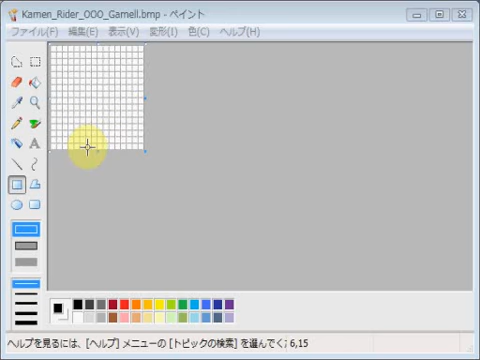 Kamen_Rider_OOO_Gamell.bmp - ペイント
ファイル(F) 編集(E) 表示(V) 変形(I) 色(C) ヘルプ(H)
A
ヘルプを見るには、[ヘルプ] メニューの [トピックの検索] を選んでく; 6,15